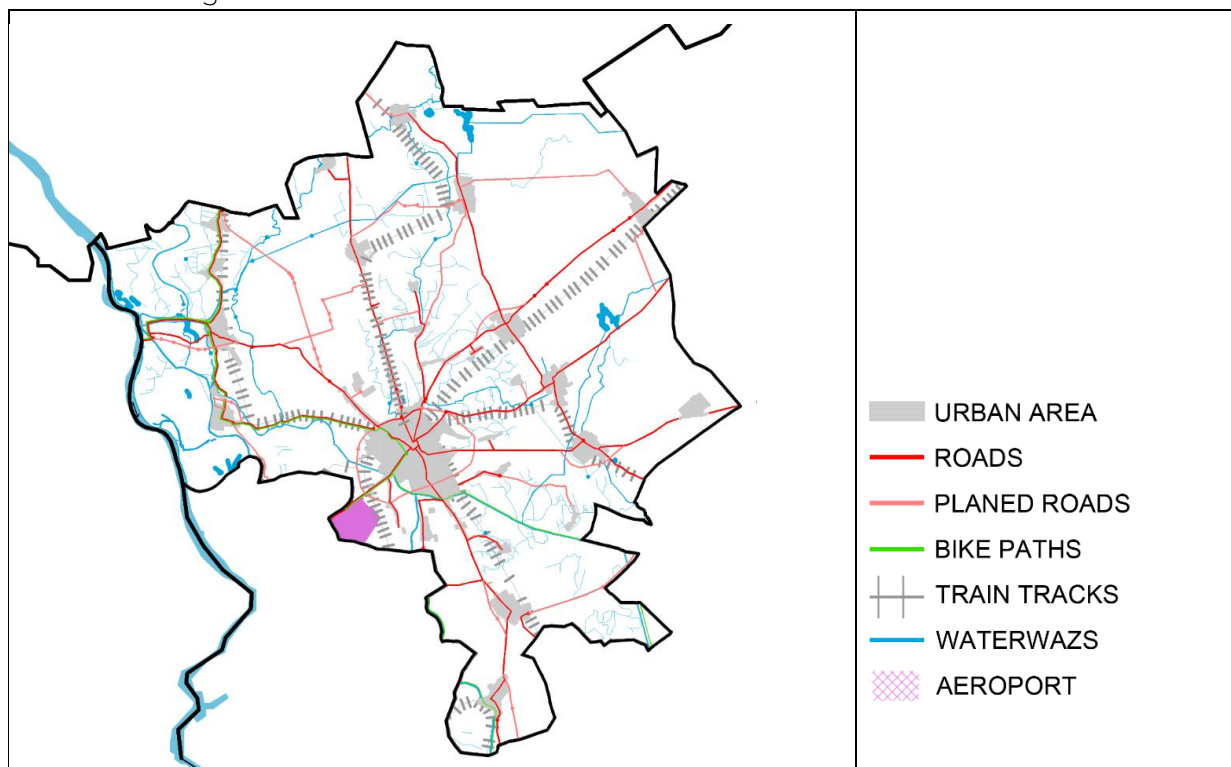 URBAN AREA
ROADS
PLANED ROADS
BIKE PATHS
TRAIN TRACKS
WATERWAZS
AEROPORT